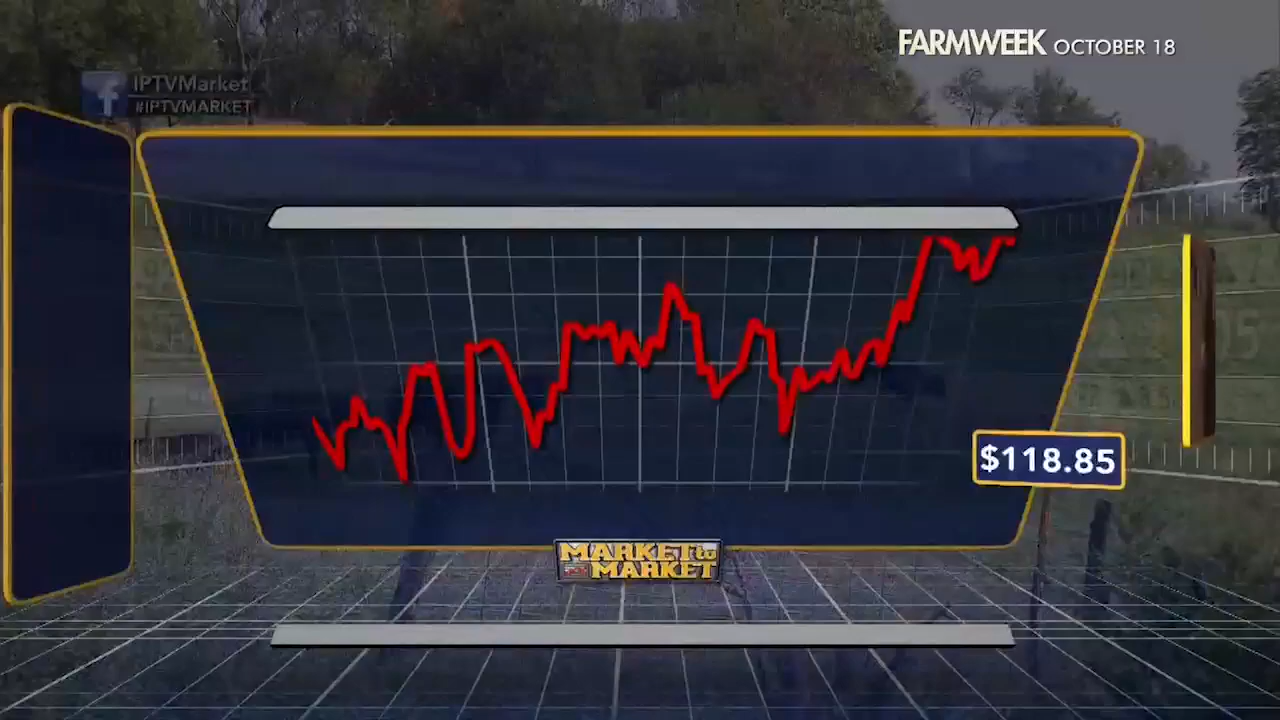 FARMWEEK OCTOBER 18
IPTVMarket
#IPTVMARKET
$118.85
MARKET to
MARKET